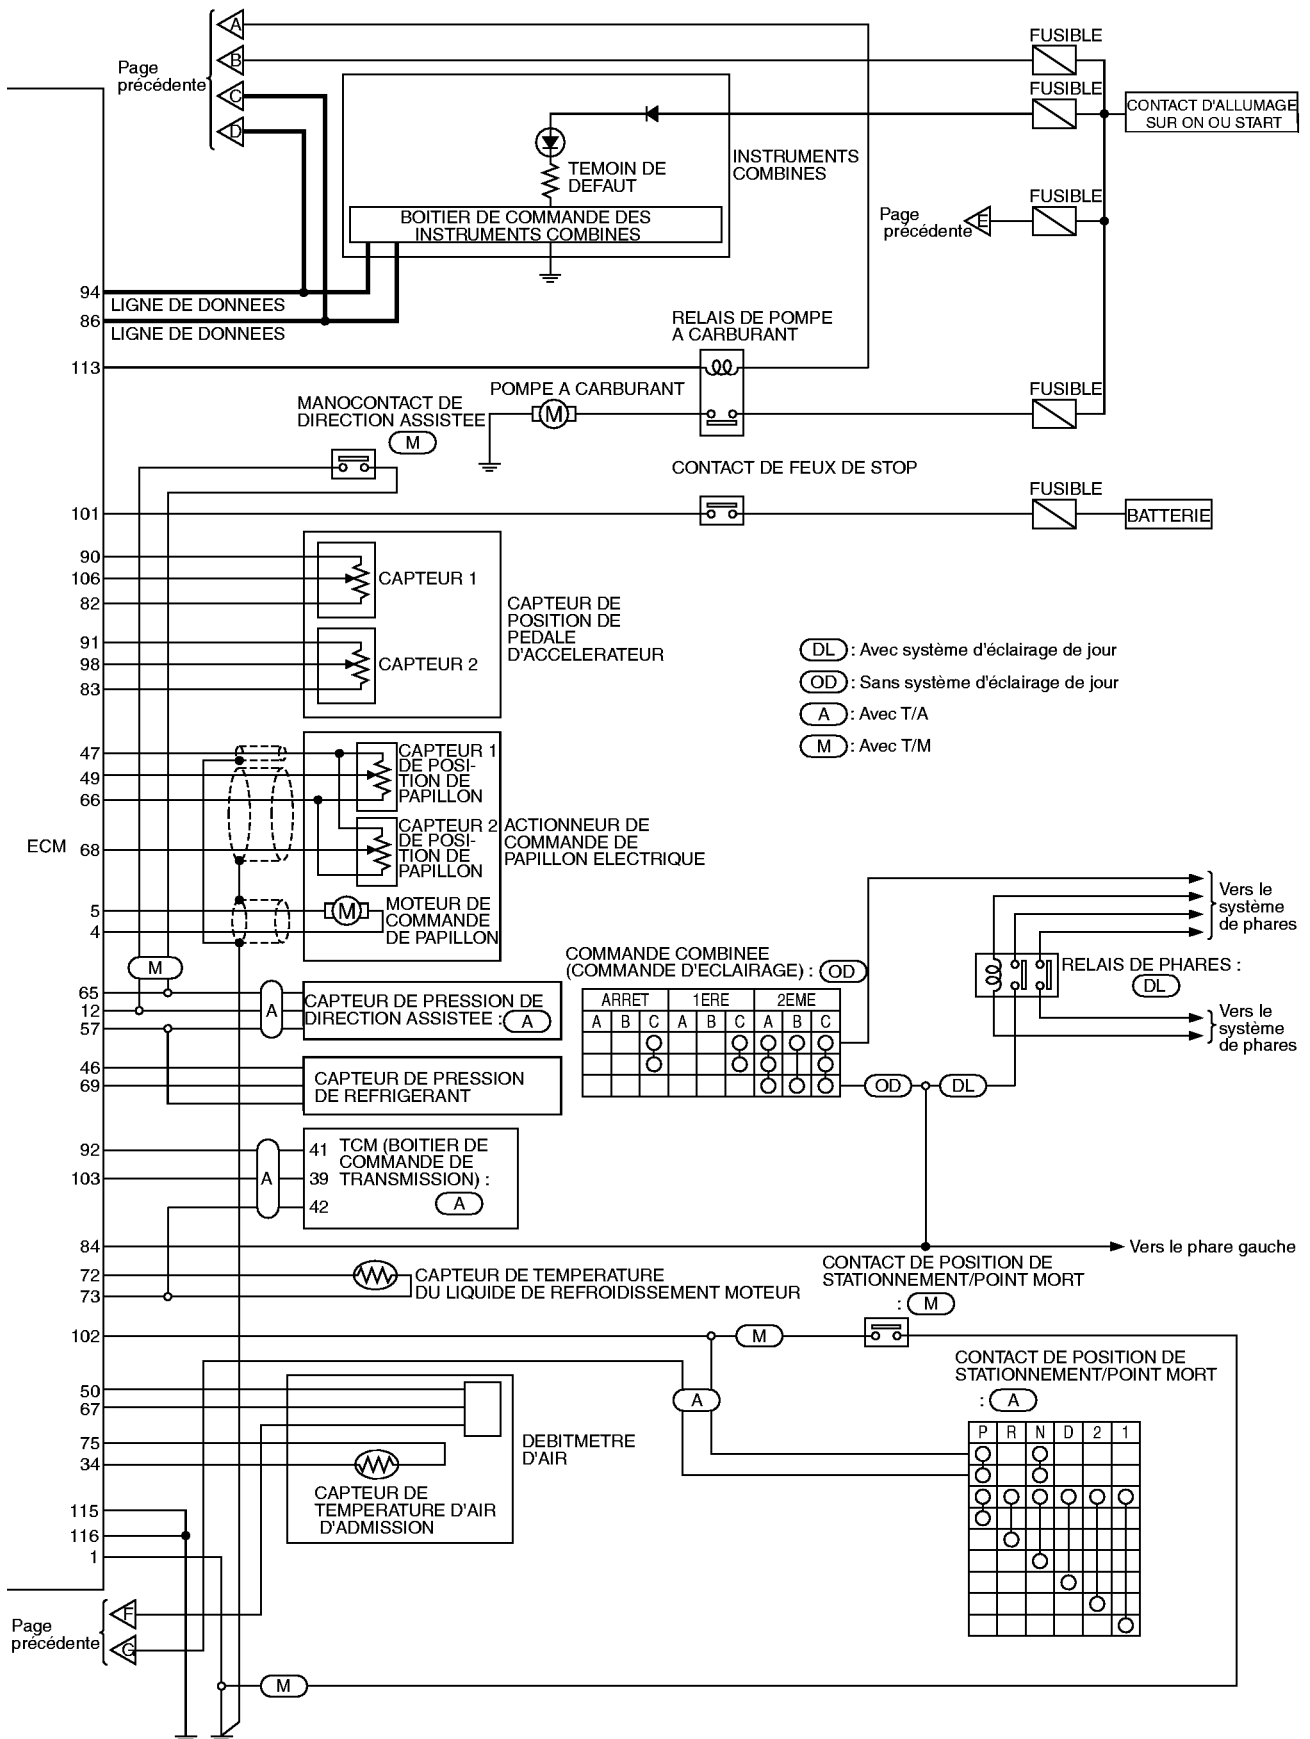 A
B
C
D
Page
précédente
FUSIBLE
FUSIBLE
CONTACT D'ALLUMAGE
SUR ON OU START
INSTRUMENTS
COMBINES
TEMOIN DE
DEFAUT
BOITIER DE COMMANDE DES
INSTRUMENTS COMBINES
FUSIBLE
Page
précédente
E
94
LIGNE DE DONNEES
86
LIGNE DE DONNEES
RELAIS DE POMPE
A CARBURANT
113
POMPE A CARBURANT
M
FUSIBLE
MANOCONTACT DE
DIRECTION ASSISTEE
M
CONTACT DE FEUX DE STOP
101
FUSIBLE
BATTERIE
90
106
82
CAPTEUR 1
91
98
83
CAPTEUR 2
CAPTEUR DE
POSITION DE
PEDALE
D'ACCELERATEUR
DL : Avec système d'éclairage de jour
OD : Sans système d'éclairage de jour
A : Avec T/A
M : Avec T/M
47
49
66
CAPTEUR 1
DE POSI-
TION DE
PAPILLON
ECM
68
CAPTEUR 2
DE POSI-
TION DE
PAPILLON
ACTIONNEUR DE
COMMANDE DE
PAPILLON ELECTRIQUE
5
4
M
MOTEUR DE
COMMANDE
DE PAPILLON
Vers le
système
de phares
RELAIS DE PHARES :
DL
Vers le
système
de phares
COMMANDE COMBINEE
(COMMANDE D'ECLAIRAGE) : OD
ARRET 1ERE 2EME
A B C A B C A B C
OD
DL
M
65
12
57
A
CAPTEUR DE PRESSION DE
DIRECTION ASSISTEE : A
46
69
CAPTEUR DE PRESSION
DE REFRIGERANT
92
103
A
41
39
42
TCM (BOITIER DE
COMMANDE DE
TRANSMISSION) :
A
84
Vers le phare gauche
72
73
CAPTEUR DE TEMPERATURE
DU LIQUIDE DE REFROIDISSEMENT MOTEUR
CONTACT DE POSITION DE
STATIONNEMENT/POINT MORT
: M
102
M
CONTACT DE POSITION DE
STATIONNEMENT/POINT MORT
: A
A
P R N D 2 1
50
67
75
34
DEBITMETRE
D'AIR
CAPTEUR DE
TEMPERATURE D'AIR
D'ADMISSION
115
116
1
Page
précédente
F
G
M